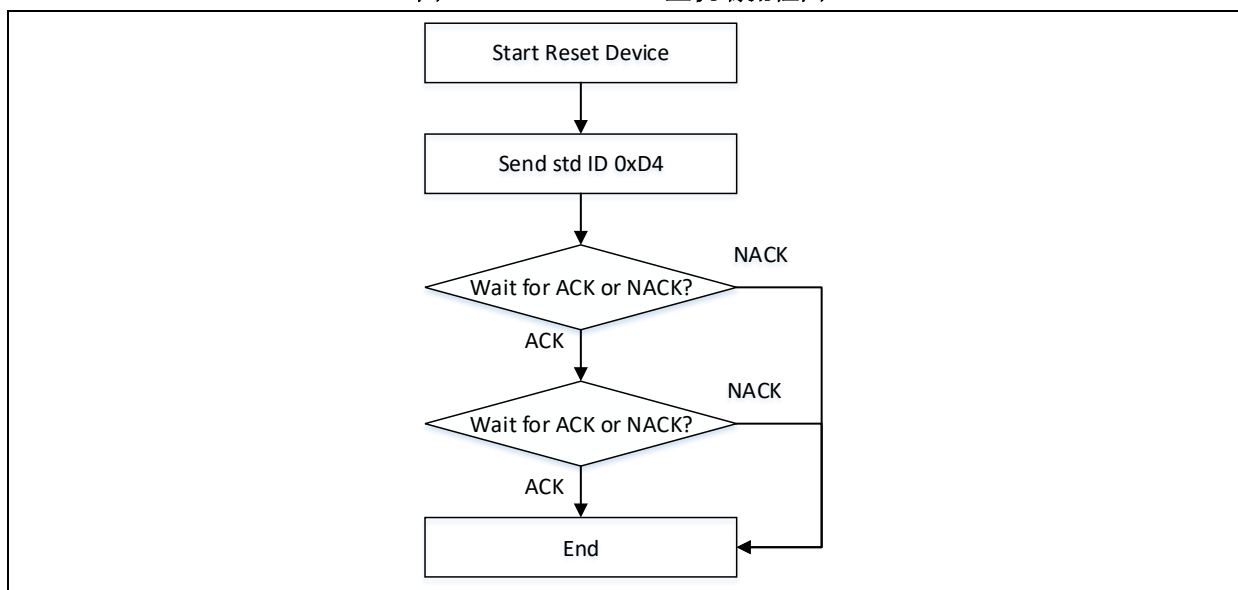 Start Reset Device
Send std ID 0xD4
NACK
Wait for ACK or NACK?
ACK
NACK
Wait for ACK or NACK?
ACK
End